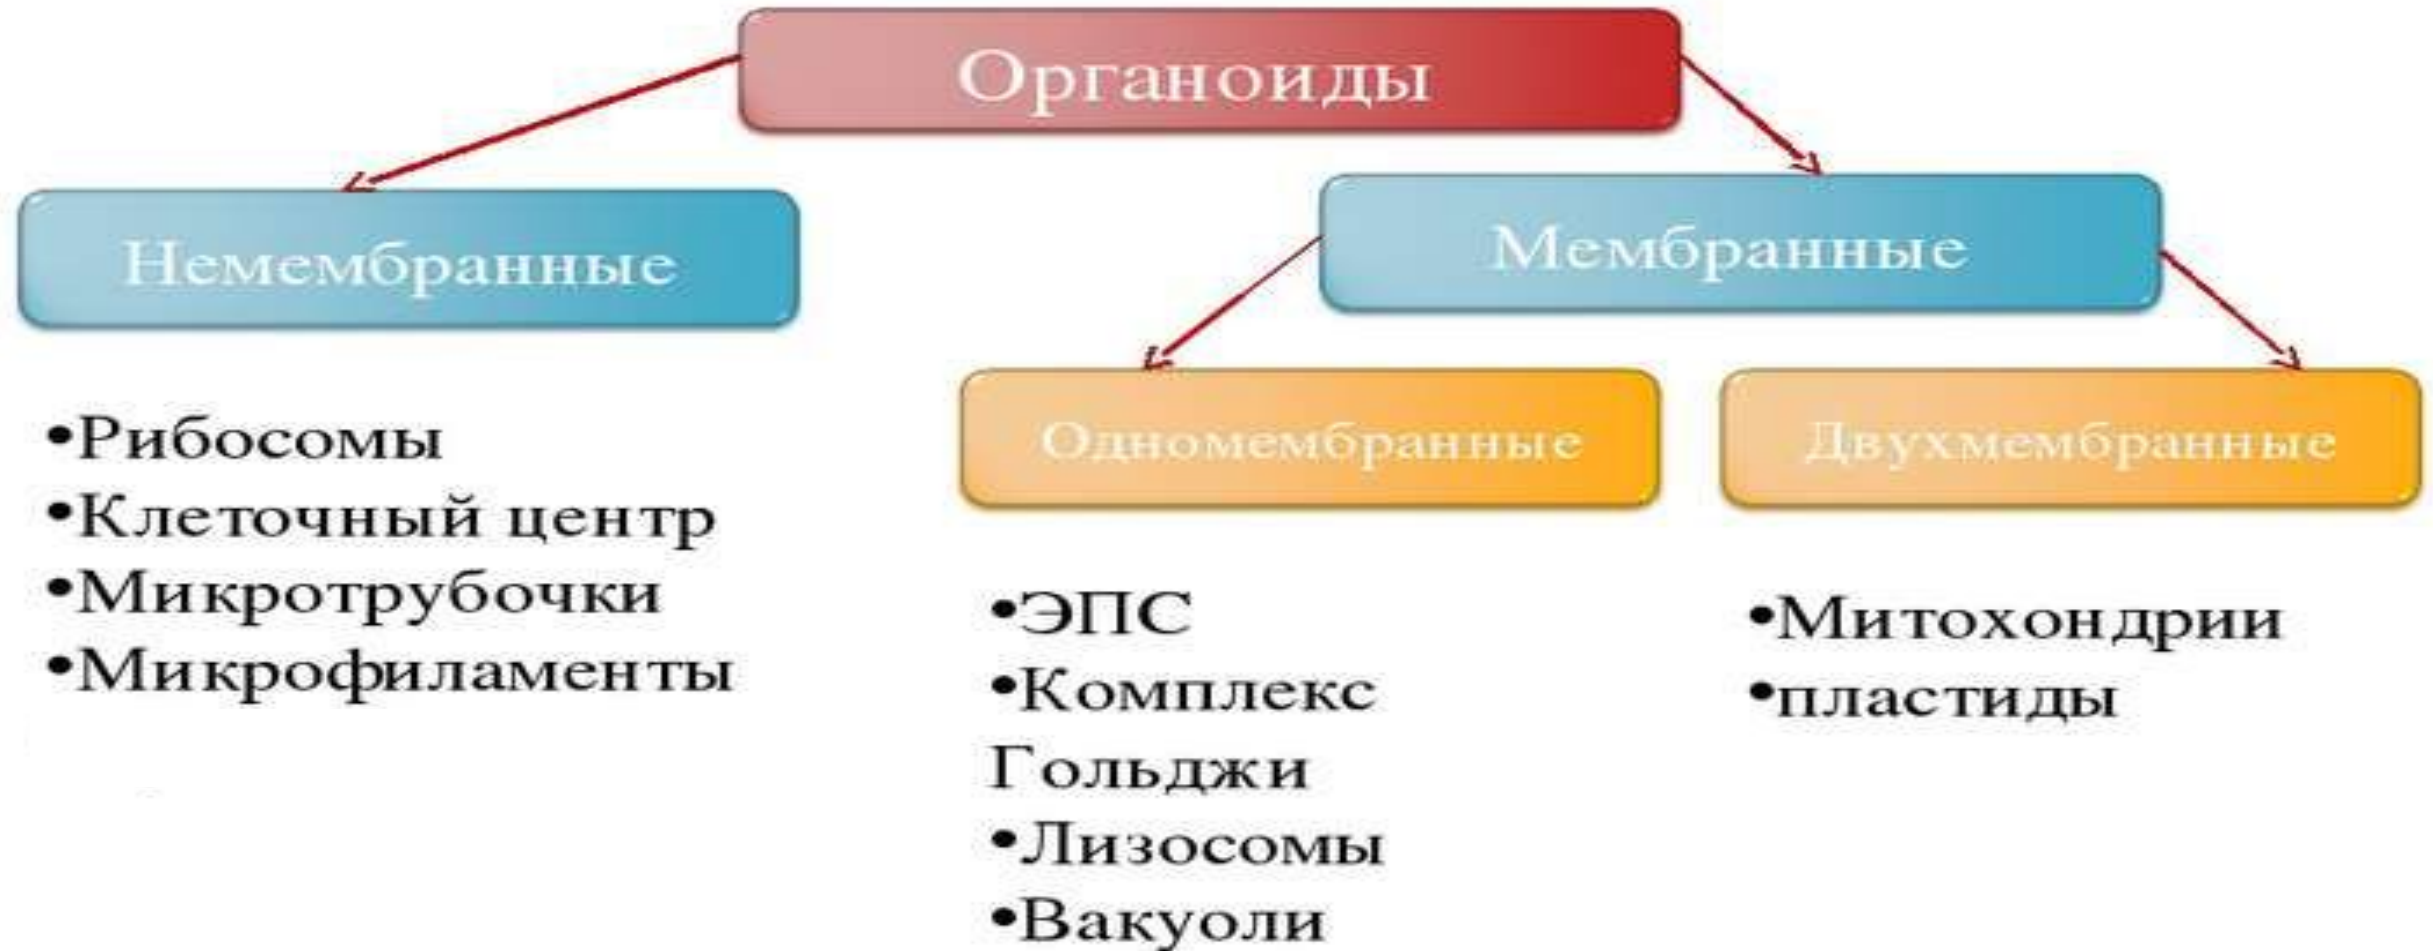 Органоиды
Немембранные
Мембранные
Одномембранные
Двухмембранные
•Рибосомы
•Клеточный центр
•Микротрубочки
•Микрофиламенты
•ЭПС
•Комплекс
Гольджи
•Лизосомы
•Вакуоли
•Митохондрии
•пластиды